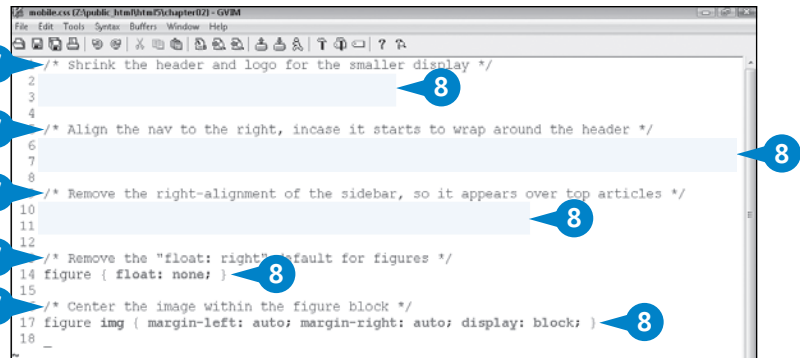 mobile.css (Z:\public_html\html5\chapter02) - GVIM
File Edit Tools Syntax Buffers Window Help
/* Shrink the header and logo for the smaller display */
2
3
8
4
/* Align the nav to the right, incase it starts to wrap around the header */
6
7
8
8
/* Remove the right-alignment of the sidebar, so it appears over top articles */
10
11
8
12
/* Remove the "float: right" default for figures */
14 figure { float: none; }
8
15
/* Center the image within the figure block */
17 figure img { margin-left: auto; margin-right: auto; display: block; }
8
18
~